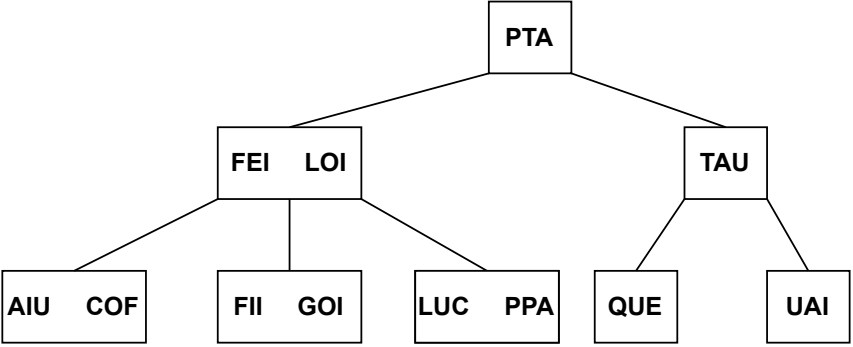 PTA
FEI LOI
TAU
AIU COF
FII GOI
LUC PPA
QUE
UAI